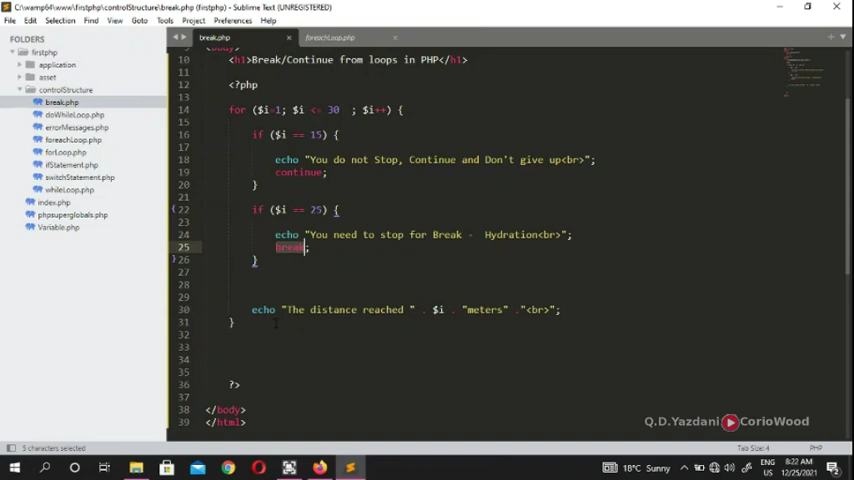 C:\wamp64\www\firstphp\controlStructure\break.php (firstphp) - Sublime Text (UNREGISTERED)
File Edit Selection Find View Goto Tools Project Preferences Help
FOLDERS
firstphp
application
asset
controlStructure
break.php
doWhileLoop.php
errorMessages.php
foreachLoop.php
forLoop.php
ifStatement.php
switchStatement.php
whileLoop.php
index.php
phpsuperglobals.php
Variable.php
break.php foreachLoop.php
9 <body>
10 <h1>Break/Continue from loops in PHP</h1>
11
12 <?php
13
14 for ($i=1; $i <= 30 ; $i++) {
15
16 if ($i == 15) {
17
18 echo "You do not Stop, Continue and Don't give up<br>";
19 continue;
20 }
21
22 if ($i == 25) {
23
24 echo "You need to stop for Break - Hydration<br>";
25 break;
26 }
27
28
29
30 echo "The distance reached " . $i . "meters" ."<br>";
31 }
32
33
34
35
36 ?>
37
38 </body>
39 </html>
Q.D.Yazdani CorioWood
5 characters selected
Tab Size:4 PHP
18°C Sunny
ENG
US
8:22 AM
12/25/2021
2